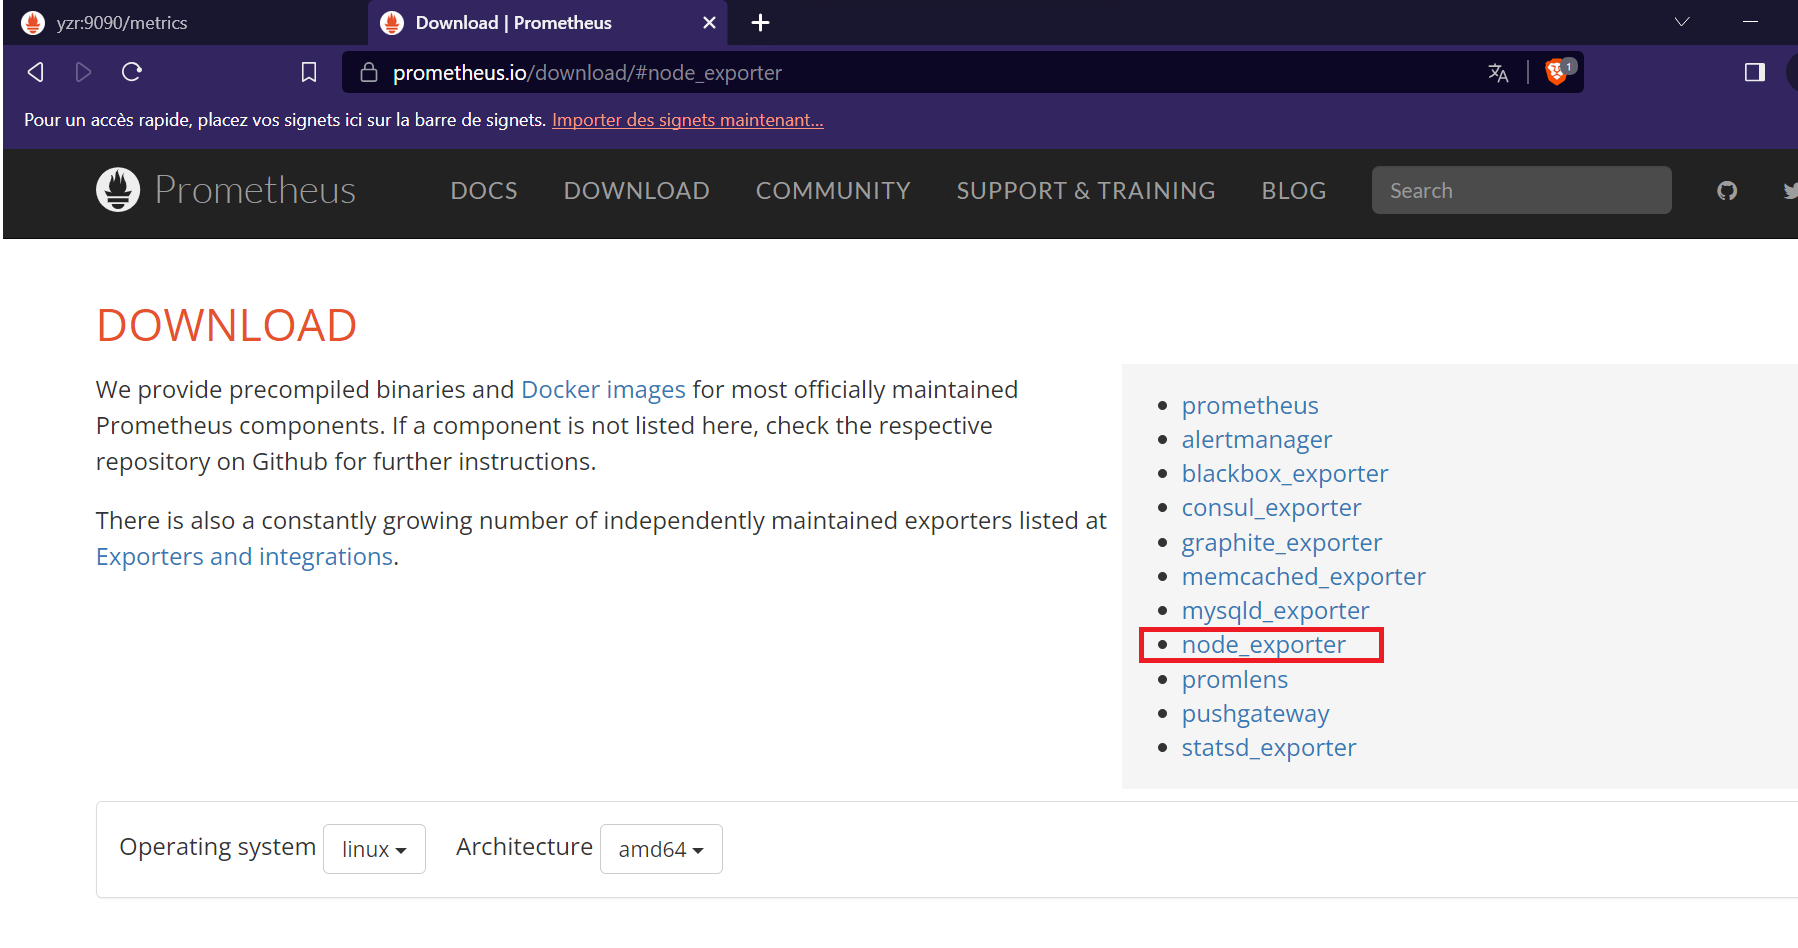 yzr:9090/metrics
Download | Prometheus
prometheus.io/download/#node_exporter
1
Pour un accès rapide, placez vos signets ici sur la barre de signets. Importer des signets maintenant...
Prometheus
DOCS
DOWNLOAD
COMMUNITY
SUPPORT & TRAINING
BLOG
Search
DOWNLOAD
We provide precompiled binaries and Docker images for most officially maintained
Prometheus components. If a component is not listed here, check the respective
repository on Github for further instructions.
There is also a constantly growing number of independently maintained exporters listed at
Exporters and integrations.
prometheus
alertmanager
blackbox_exporter
consul_exporter
graphite_exporter
memcached_exporter
mysqld_exporter
node_exporter
promlens
pushgateway
statsd_exporter
Operating system linux Architecture amd64